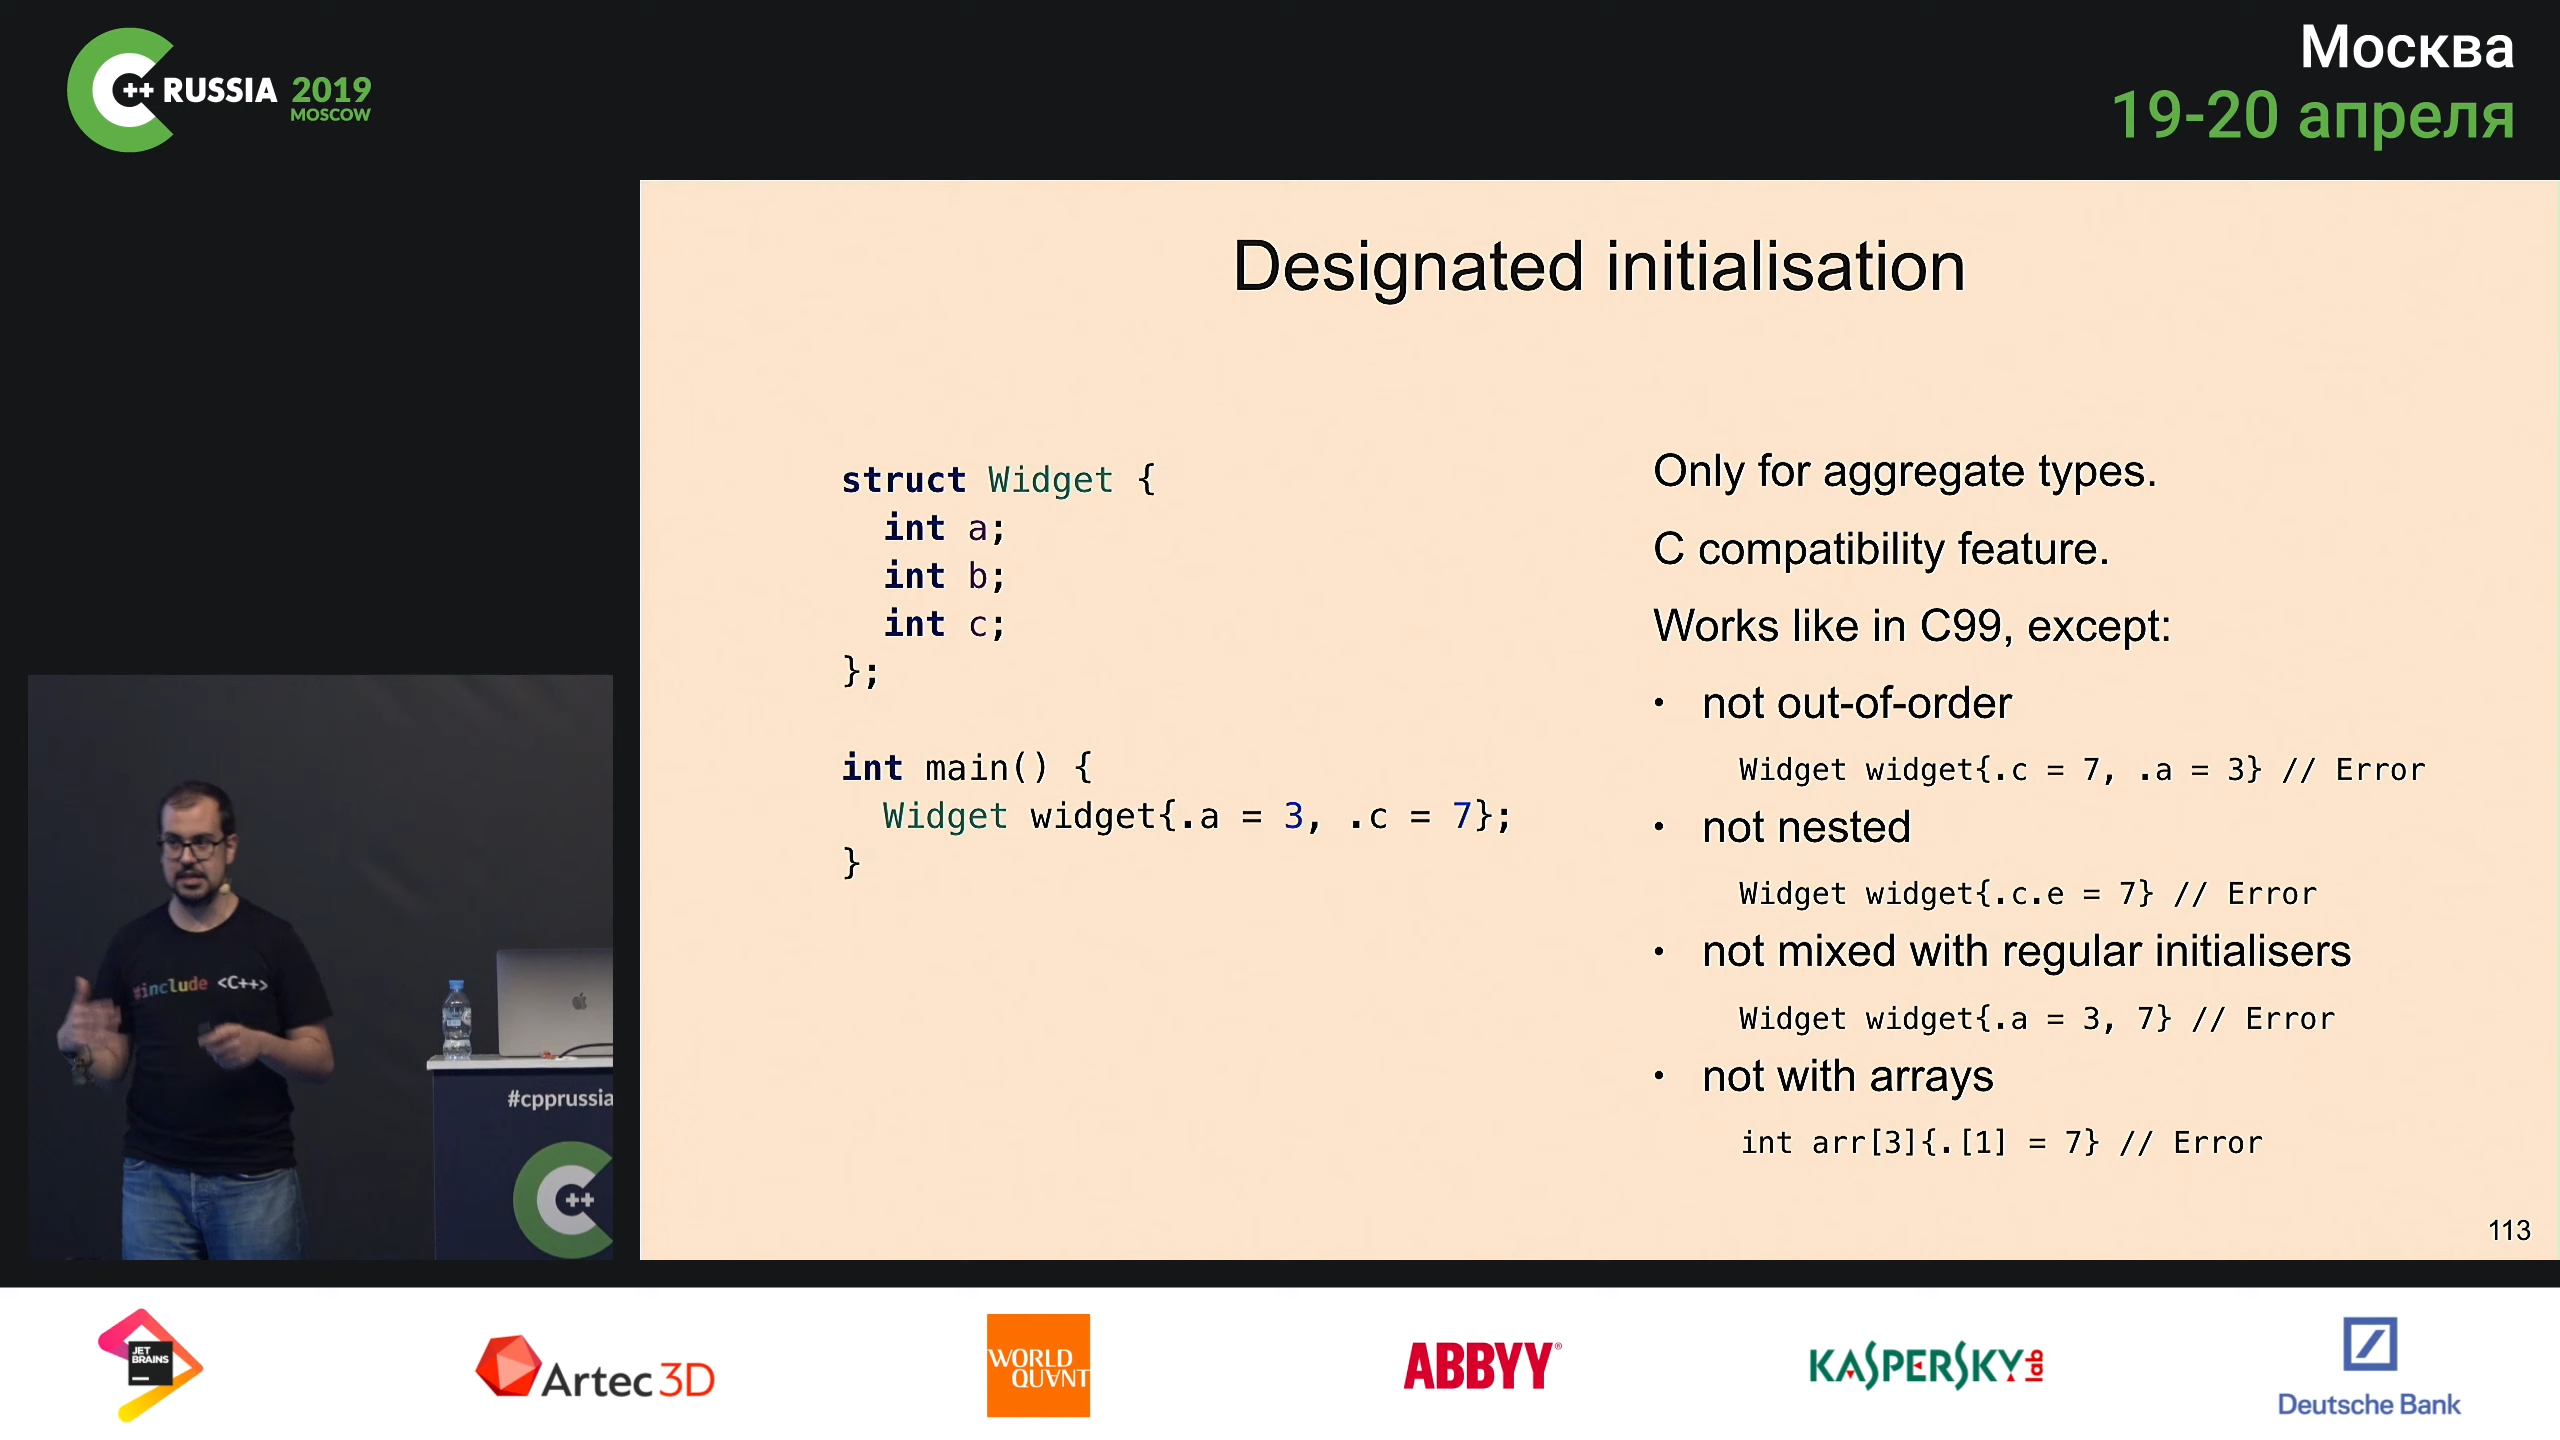 C++ RUSSIA 2019
MOSCOW
Москва
19-20 апреля
Designated initialisation
struct Widget {
int a;
int b;
int c;
};
int main() {
Widget widget{.a = 3, .c = 7};
}
Only for aggregate types.
C compatibility feature.
Works like in C99, except:
• not out-of-order
Widget widget{.c = 7, .a = 3} // Error
• not nested
Widget widget{.c.e = 7} // Error
• not mixed with regular initialisers
Widget widget{.a = 3, 7} // Error
• not with arrays
int arr[3]{.[1] = 7} // Error
113
#include <C++>
#cpprussia
C++
JET
BRAINS
Artec 3D
WORLD
QUANT
ABBYY®
KASPERSKY lab
Deutsche Bank